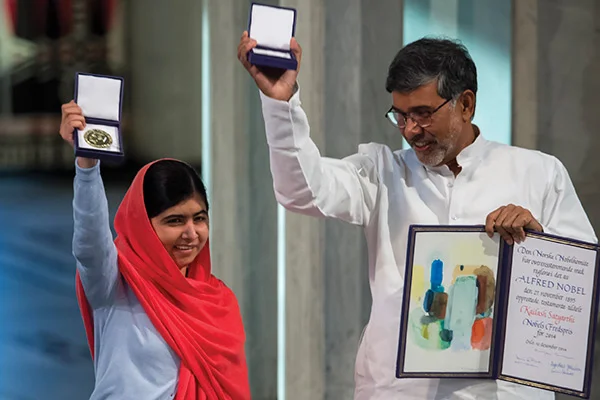 Den Norske Nobelkomite
har overensstemmende med
reglene i det av
ALFRED NOBEL
den 27. november 1895
opprettede testamente tildelt
Kailash Satyarthi
Nobels Fredspris
for 2014
Oslo, 10. desember 2014